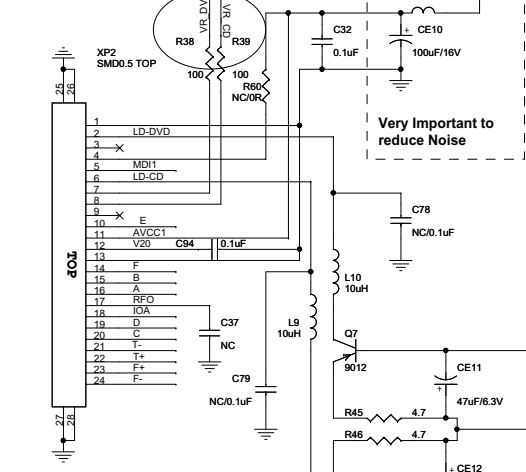 VR_DV
VR_CD
R38
R39
C32
0.1uF
CE10
+
100uF/16V
XP2
SMD0.5 TOP
100
100
R60
NC/0R
25
26
Very Important to
reduce Noise
1
2 LD-DVD
3
4
5 MDI1
6 LD-CD
7
8
9
10 E
11 AVCC1
12 V20
13
C94
0.1uF
14 F
15 B
16 A
17 RFO
18 IOA
19 D
20 C
21 T-
22 T+
23 F+
24 F-
TOP
27
28
C78
NC/0.1uF
L10
10uH
L9
10uH
C37
NC
C79
NC/0.1uF
Q7
9012
CE11
+
47uF/6.3V
R45 4.7
R46 4.7
+ CE12